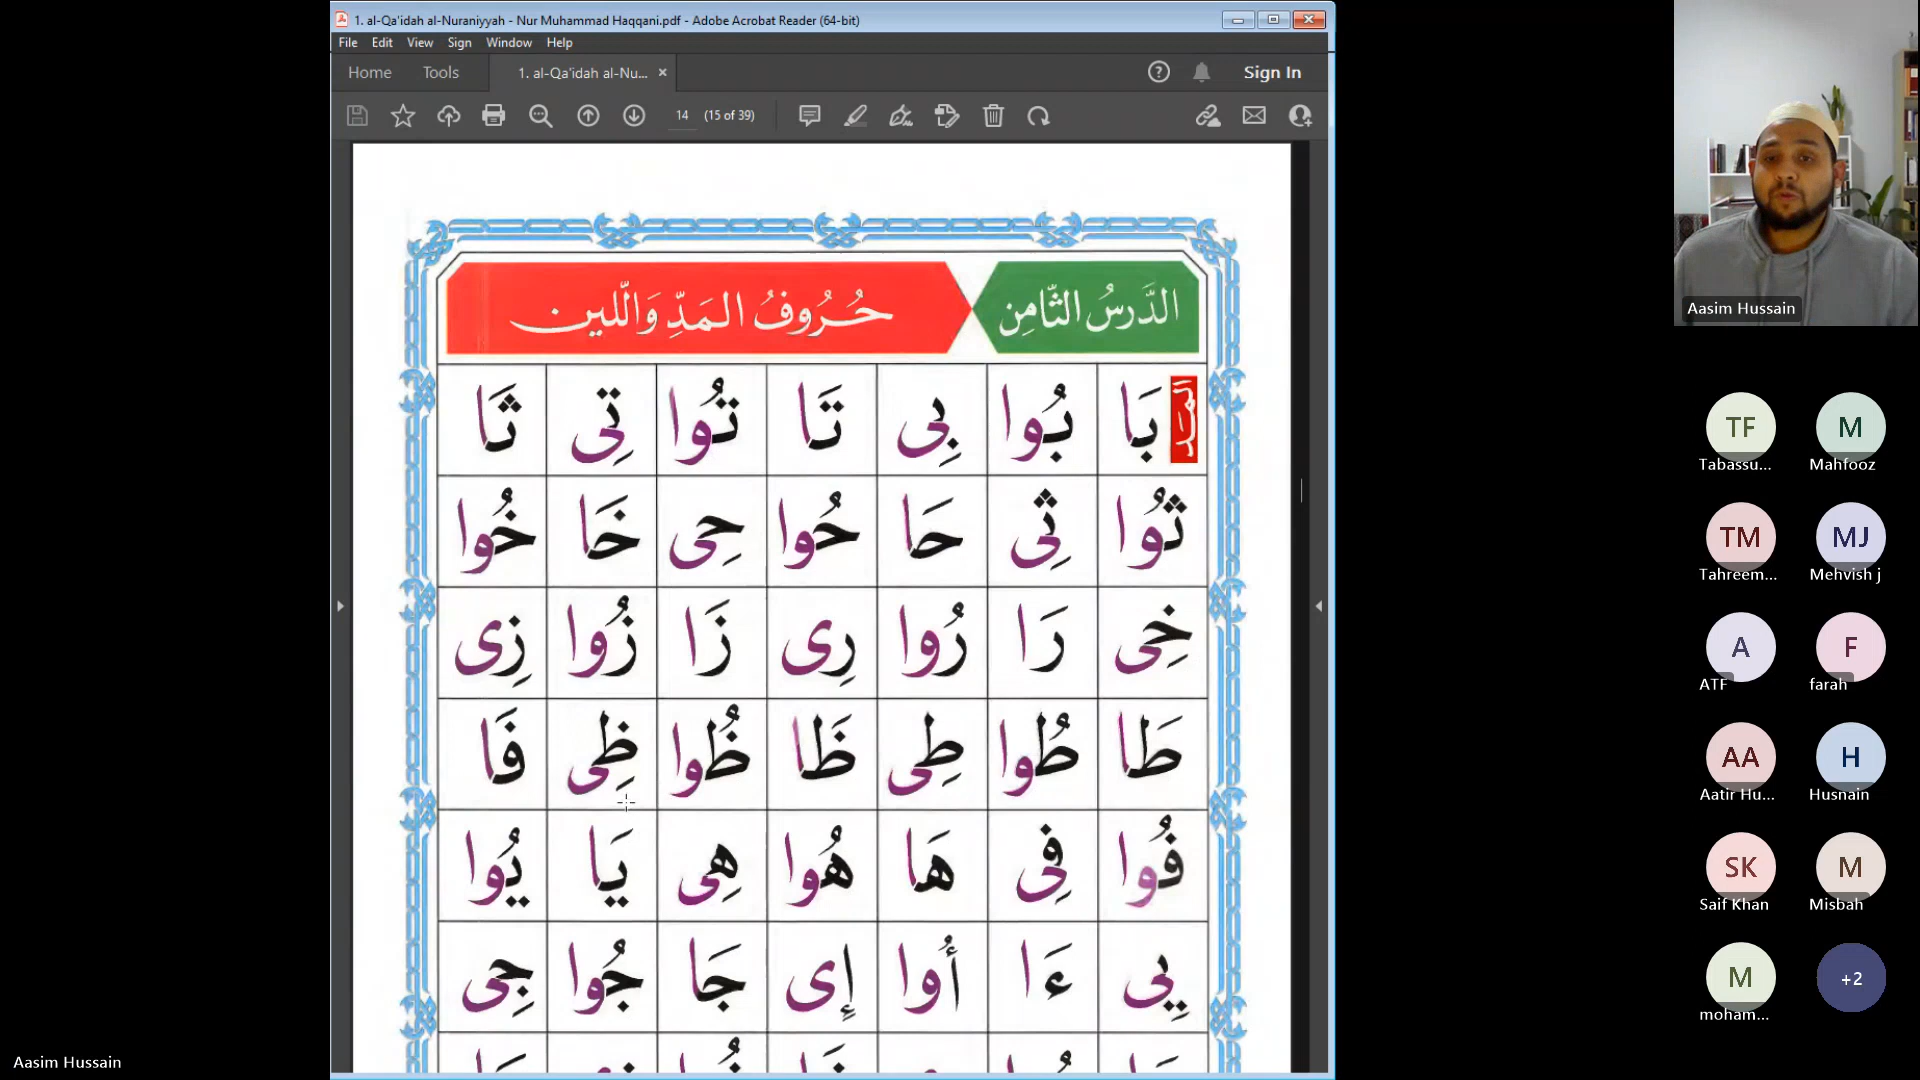 1. al-Qa'idah al-Nuraniyyah - Nur Muhammad Haqqani.pdf - Adobe Acrobat Reader (64-bit)
File Edit View Sign Window Help
Home Tools 1. al-Qa'idah al-Nu... × Sign In
14 (15 of 39)
الدَّرسُ الثَّامِن حُرُوفُ المَدِّ وَالَّلين
المد
بَا بُوا بِى تَا تُوا تِى ثَا
ثُوا ثِى حَا حُوا حِى خَا خُوا
خِى رَا رُوا رِى زَا زُوا زِى
طَا طُوا طِى ظَا ظُوا ظِى فَا
فُوا فِى هَا هُوا هِى يَا يُوا
يِى ءَا أُوا إِى جَا جُوا جِى
Aasim Hussain
TF M
Tabassu... Mahfooz
TM MJ
Tahreem... Mehvish j
A F
ATF farah
AA H
Aatir Hu... Husnain
SK M
Saif Khan Misbah
M +2
moham...
Aasim Hussain